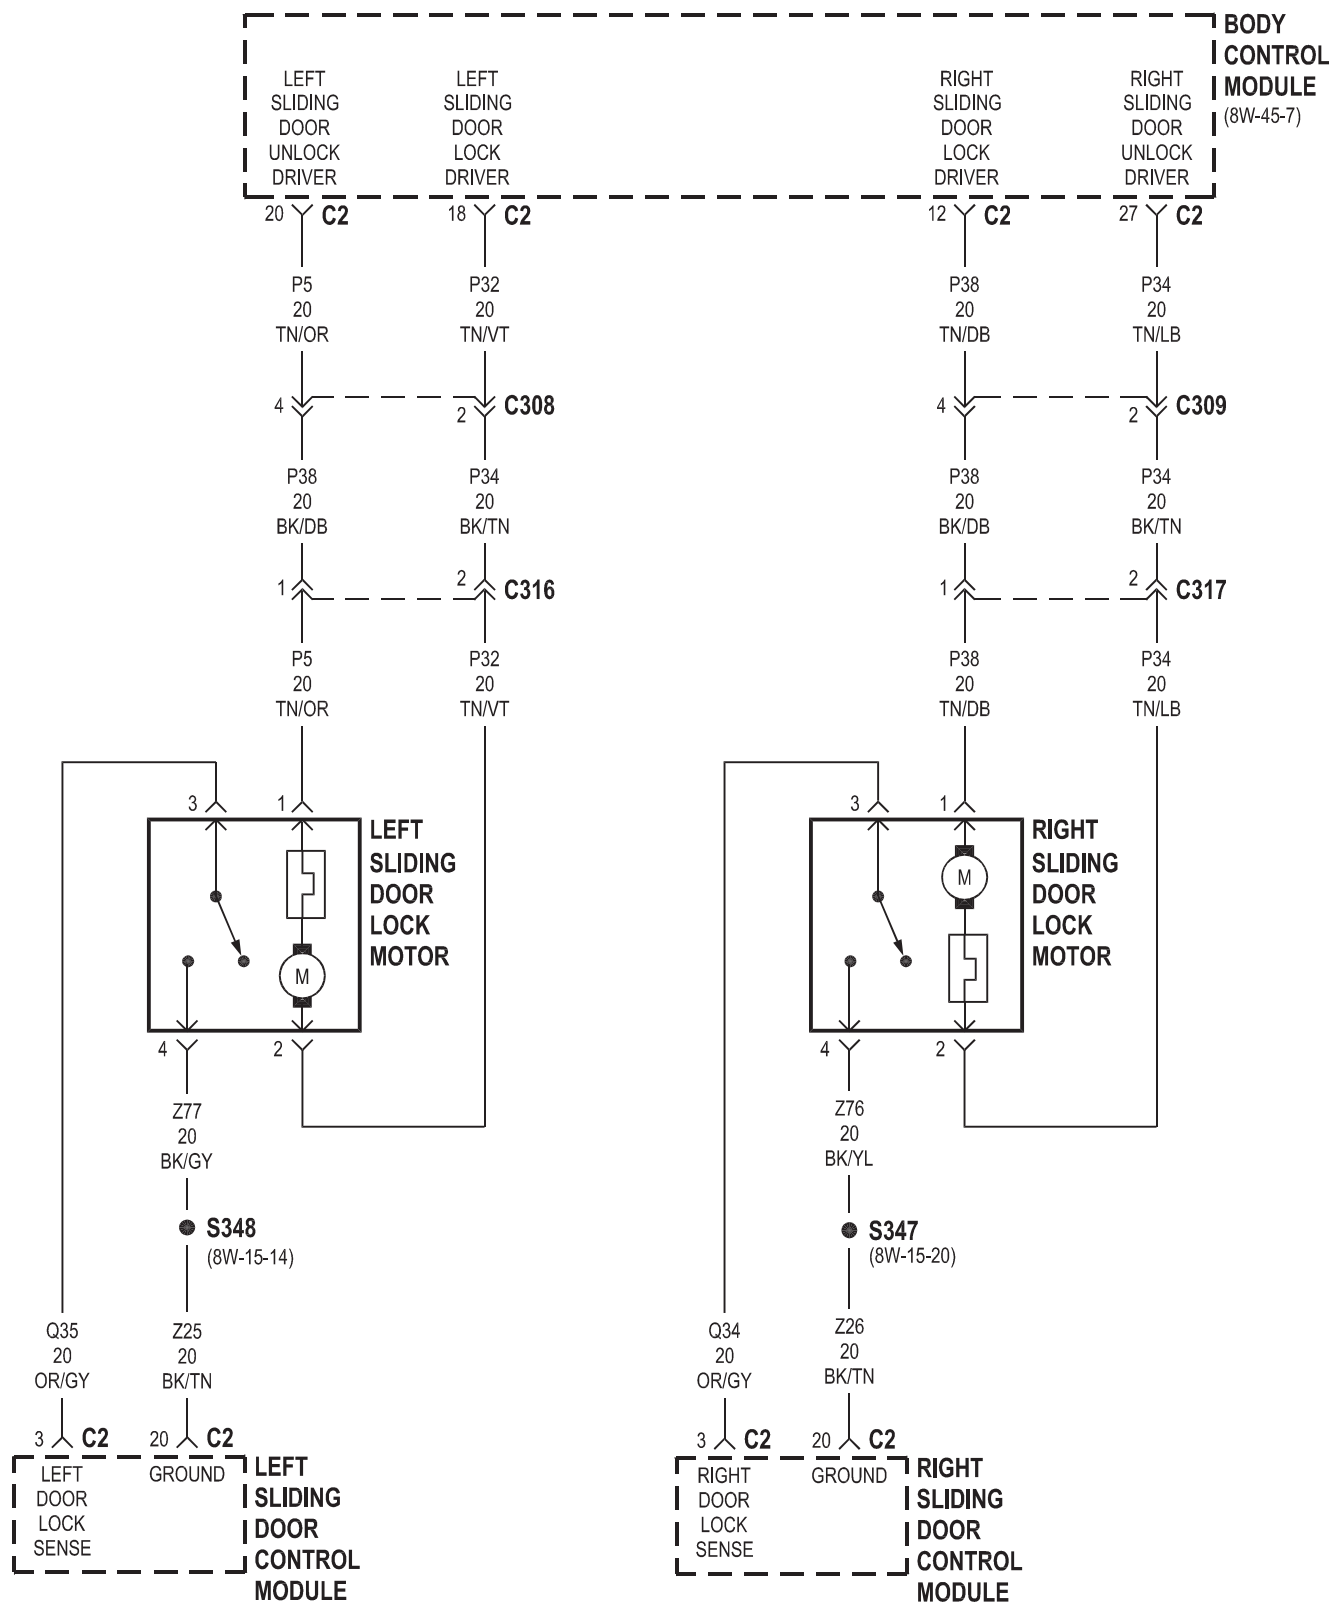 BODY
CONTROL
MODULE
(8W-45-7)
LEFT
SLIDING
DOOR
UNLOCK
DRIVER
LEFT
SLIDING
DOOR
LOCK
DRIVER
RIGHT
SLIDING
DOOR
LOCK
DRIVER
RIGHT
SLIDING
DOOR
UNLOCK
DRIVER
20 C2
18 C2
12 C2
27 C2
P5
20
TN/OR
P32
20
TN/VT
P38
20
TN/DB
P34
20
TN/LB
4
2
C308
4
2
C309
P38
20
BK/DB
P34
20
BK/TN
P38
20
BK/DB
P34
20
BK/TN
1
2
C316
1
2
C317
P5
20
TN/OR
P32
20
TN/VT
P38
20
TN/DB
P34
20
TN/LB
3
1
M
4
2
LEFT
SLIDING
DOOR
LOCK
MOTOR
3
1
M
4
2
RIGHT
SLIDING
DOOR
LOCK
MOTOR
Z77
20
BK/GY
S348
(8W-15-14)
Z76
20
BK/YL
S347
(8W-15-20)
Q35
20
OR/GY
Z25
20
BK/TN
Q34
20
OR/GY
Z26
20
BK/TN
3 C2
20 C2
3 C2
20 C2
LEFT
DOOR
LOCK
SENSE
GROUND
LEFT
SLIDING
DOOR
CONTROL
MODULE
RIGHT
DOOR
LOCK
SENSE
GROUND
RIGHT
SLIDING
DOOR
CONTROL
MODULE